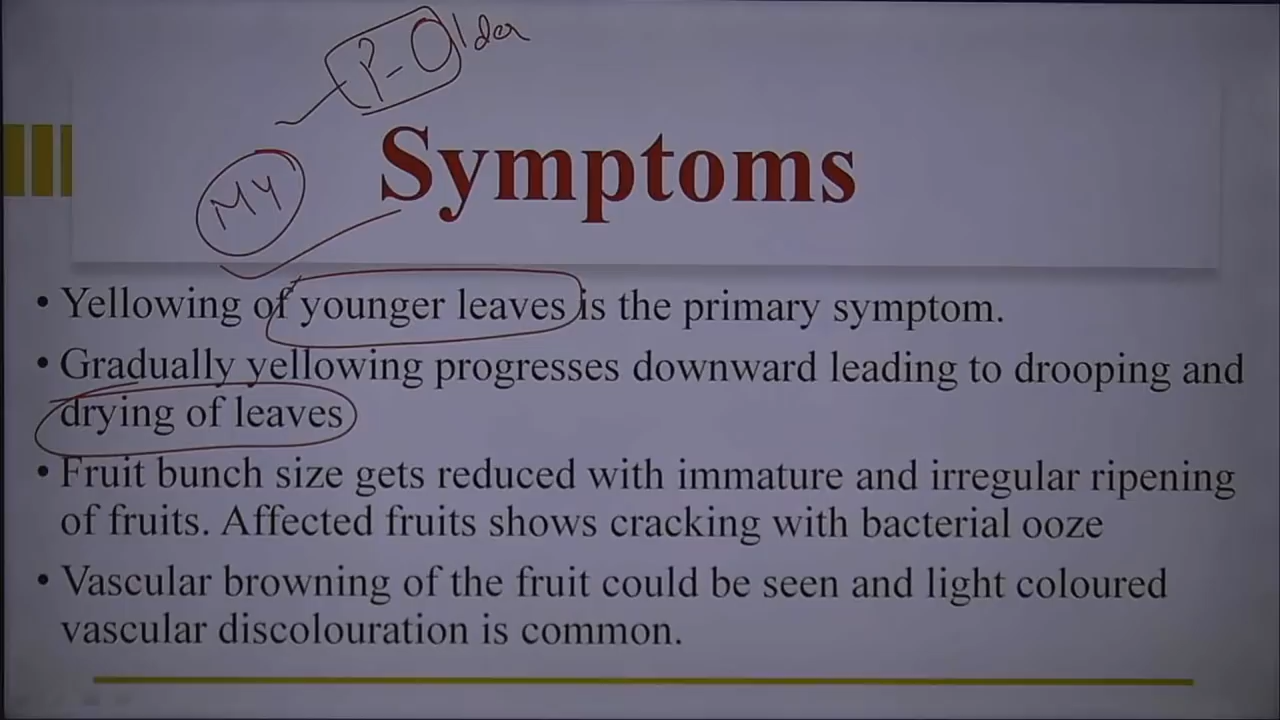 P- Older
MY
Symptoms
• Yellowing of younger leaves is the primary symptom.
• Gradually yellowing progresses downward leading to drooping and
drying of leaves
• Fruit bunch size gets reduced with immature and irregular ripening
of fruits. Affected fruits shows cracking with bacterial ooze
• Vascular browning of the fruit could be seen and light coloured
vascular discolouration is common.